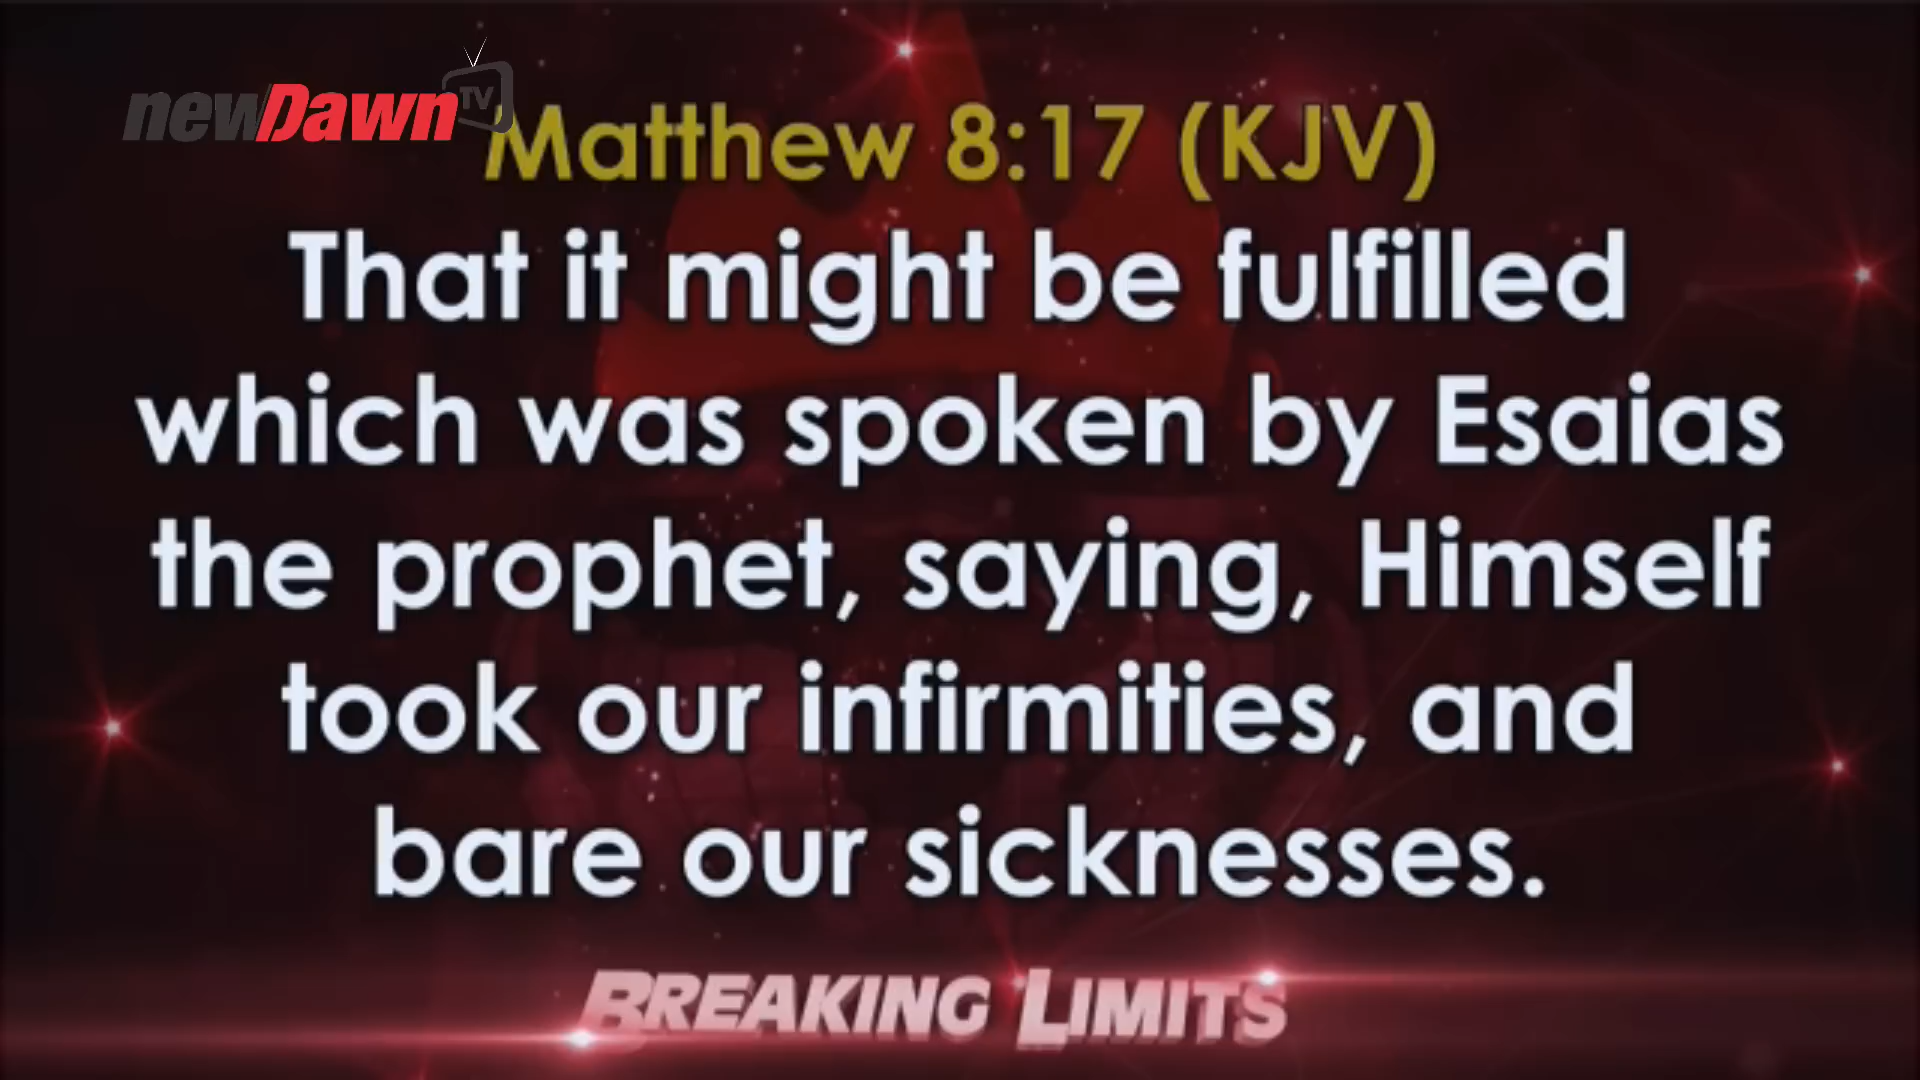 newDawn TV
Matthew 8:17 (KJV)
That it might be fulfilled
which was spoken by Esaias
the prophet, saying, Himself
took our infirmities, and
bare our sicknesses.
BREAKING LIMITS